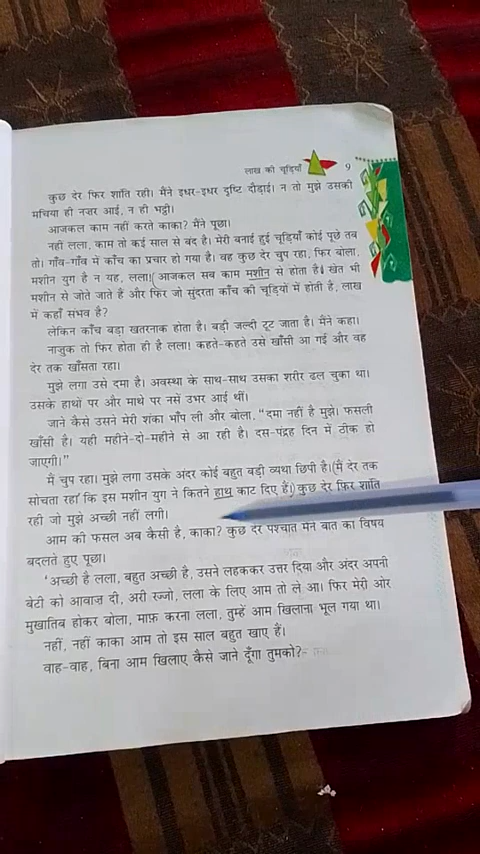 लाख की चूड़ियाँ 9
कुछ देर फिर शांति रही। मैंने इधर-इधर दृष्टि दौड़ाई। न तो मुझे उसकी
मचिया ही नज़र आई, न ही भट्ठी।
आजकल काम नहीं करते काका? मैंने पूछा।
नहीं लला, काम तो कई साल से बंद है। मेरी बनाई हुई चूड़ियाँ कोई पूछे तब
तो। गाँव-गाँव में काँच का प्रचार हो गया है। वह कुछ देर चुप रहा, फिर बोला,
मशीन युग है न यह, लला! आजकल सब काम मशीन से होता है। खेत भी
मशीन से जोते जाते हैं और फिर जो सुंदरता काँच की चूड़ियों में होती है, लाख
में कहाँ संभव है?
लेकिन काँच बड़ा खतरनाक होता है। बड़ी जल्दी टूट जाता है। मैंने कहा।
नाज़ुक तो फिर होता ही है लला! कहते-कहते उसे खाँसी आ गई और वह
देर तक खाँसता रहा।
मुझे लगा उसे दमा है। अवस्था के साथ-साथ उसका शरीर ढल चुका था।
उसके हाथों पर और माथे पर नसें उभर आई थीं।
जाने कैसे उसने मेरी शंका भाँप ली और बोला, "दमा नहीं है मुझे। फसली
खाँसी है। यही महीने-दो-महीने से आ रही है। दस-पंद्रह दिन में ठीक हो
जाएगी।"
मैं चुप रहा। मुझे लगा उसके अंदर कोई बहुत बड़ी व्यथा छिपी है। (मैं देर तक
सोचता रहा कि इस मशीन युग ने कितने हाथ काट दिए हैं।) कुछ देर फिर शांति
रही जो मुझे अच्छी नहीं लगी।
आम की फसल अब कैसी है, काका? कुछ देर पश्चात मैंने बात का विषय
बदलते हुए पूछा।
'अच्छी है लला, बहुत अच्छी है, उसने लहककर उत्तर दिया और अंदर अपनी
बेटी को आवाज़ दी, अरी रज्जो, लला के लिए आम तो ले आ। फिर मेरी ओर
मुखातिब होकर बोला, माफ़ करना लला, तुम्हें आम खिलाना भूल गया था।
नहीं, नहीं काका आम तो इस साल बहुत खाए हैं।
वाह-वाह, बिना आम खिलाए कैसे जाने दूँगा तुमको?